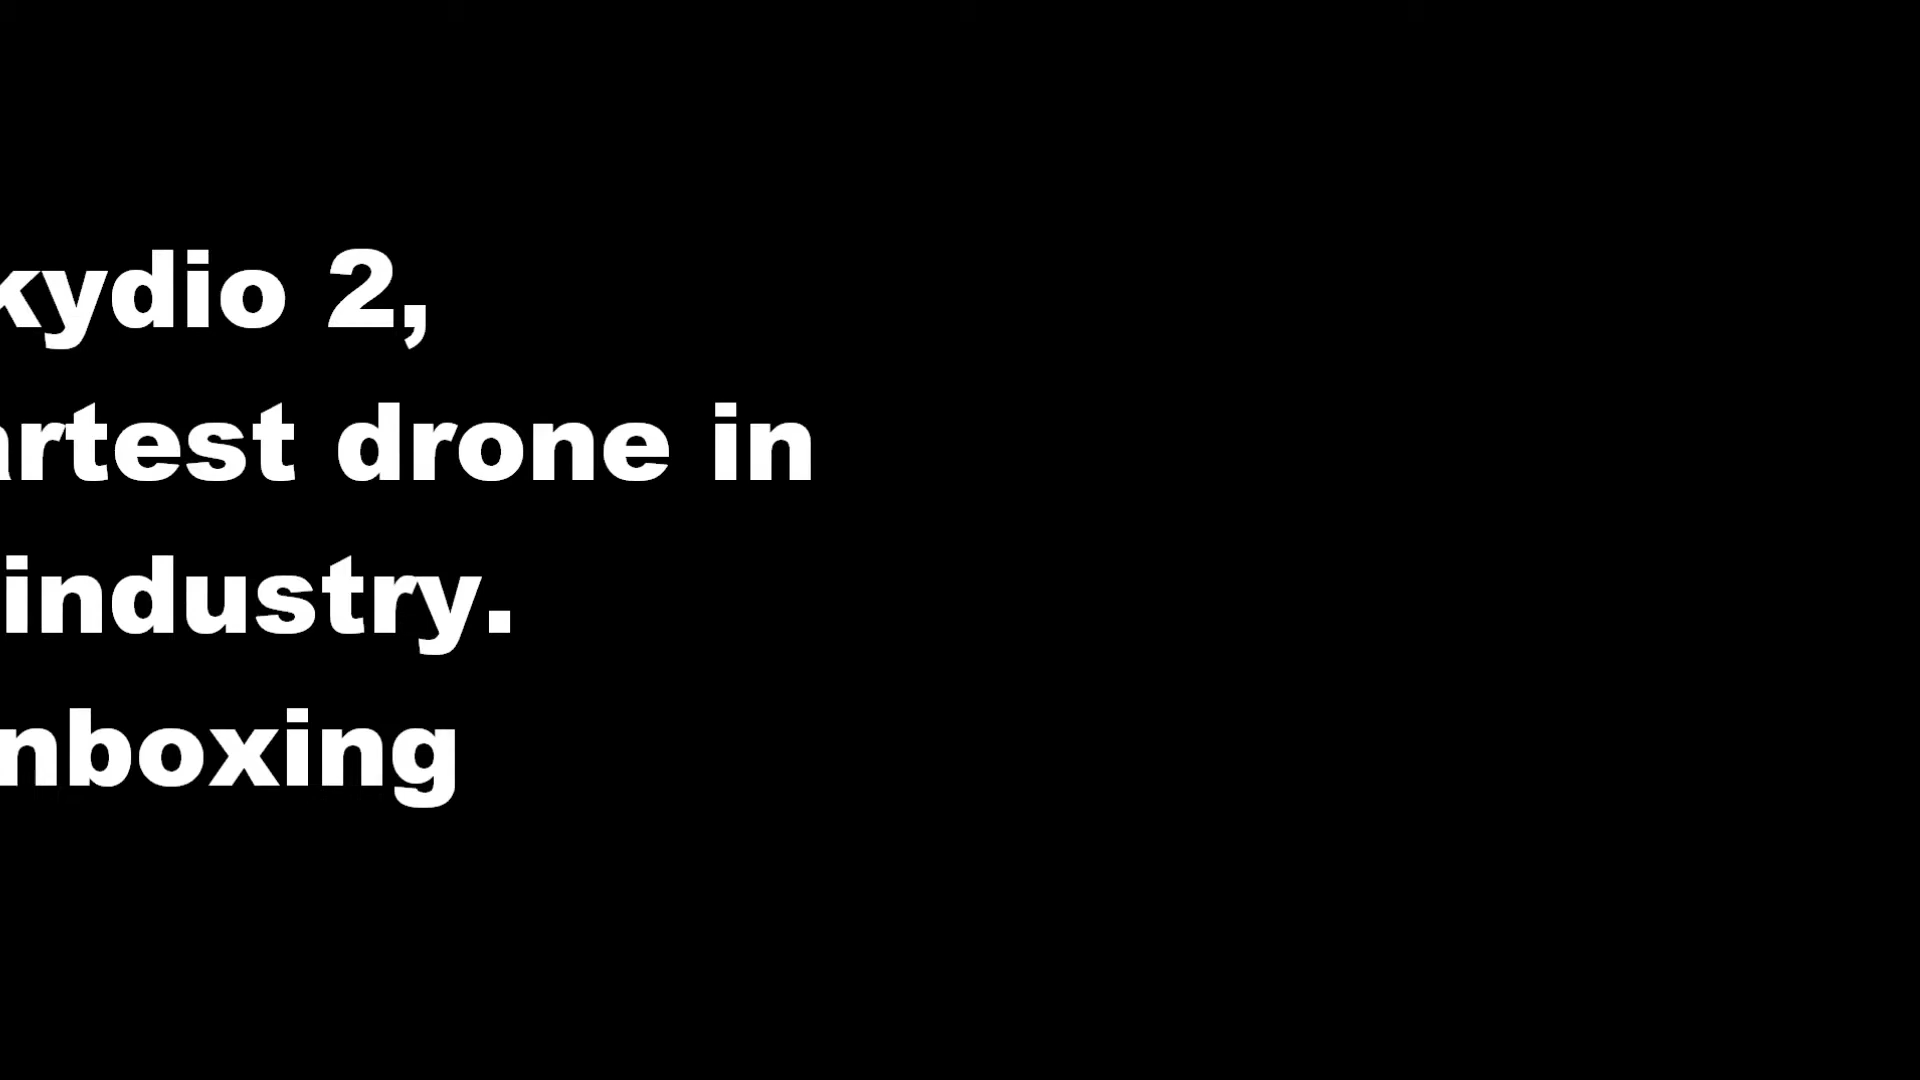 kydio 2,
artest drone in
industry.
nboxing